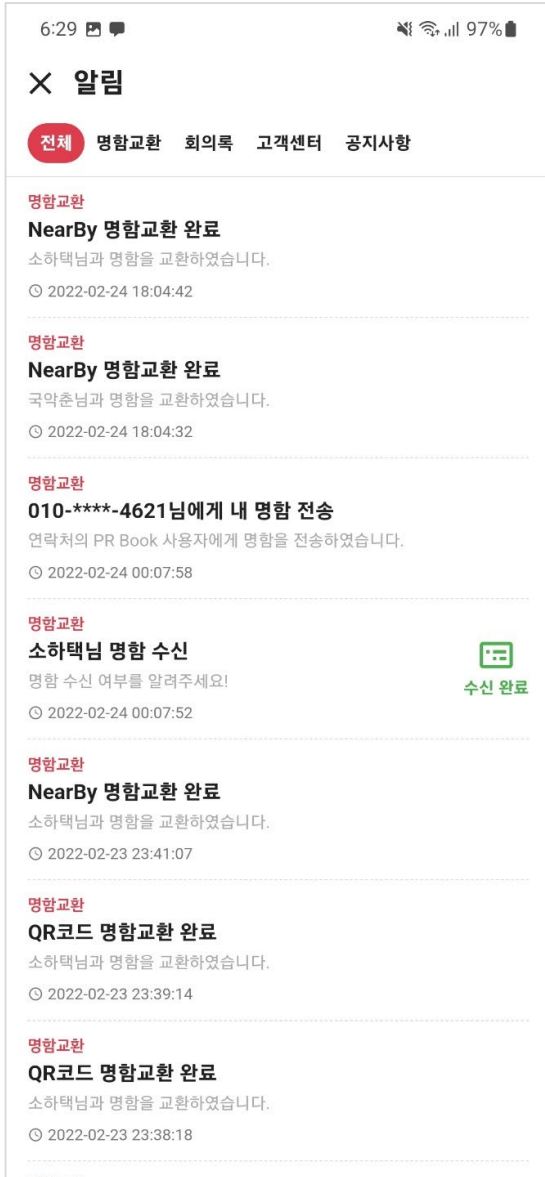 6:29 97%
알림
전체 명함교환 회의록 고객센터 공지사항
명함교환
NearBy 명함교환 완료
소하택님과 명함을 교환하였습니다.
2022-02-24 18:04:42
명함교환
NearBy 명함교환 완료
국악춘님과 명함을 교환하였습니다.
2022-02-24 18:04:32
명함교환
010-****-4621님에게 내 명함 전송
연락처의 PR Book 사용자에게 명함을 전송하였습니다.
2022-02-24 00:07:58
명함교환
소하택님 명함 수신
명함 수신 여부를 알려주세요!
수신 완료
2022-02-24 00:07:52
명함교환
NearBy 명함교환 완료
소하택님과 명함을 교환하였습니다.
2022-02-23 23:41:07
명함교환
QR코드 명함교환 완료
소하택님과 명함을 교환하였습니다.
2022-02-23 23:39:14
명함교환
QR코드 명함교환 완료
소하택님과 명함을 교환하였습니다.
2022-02-23 23:38:18